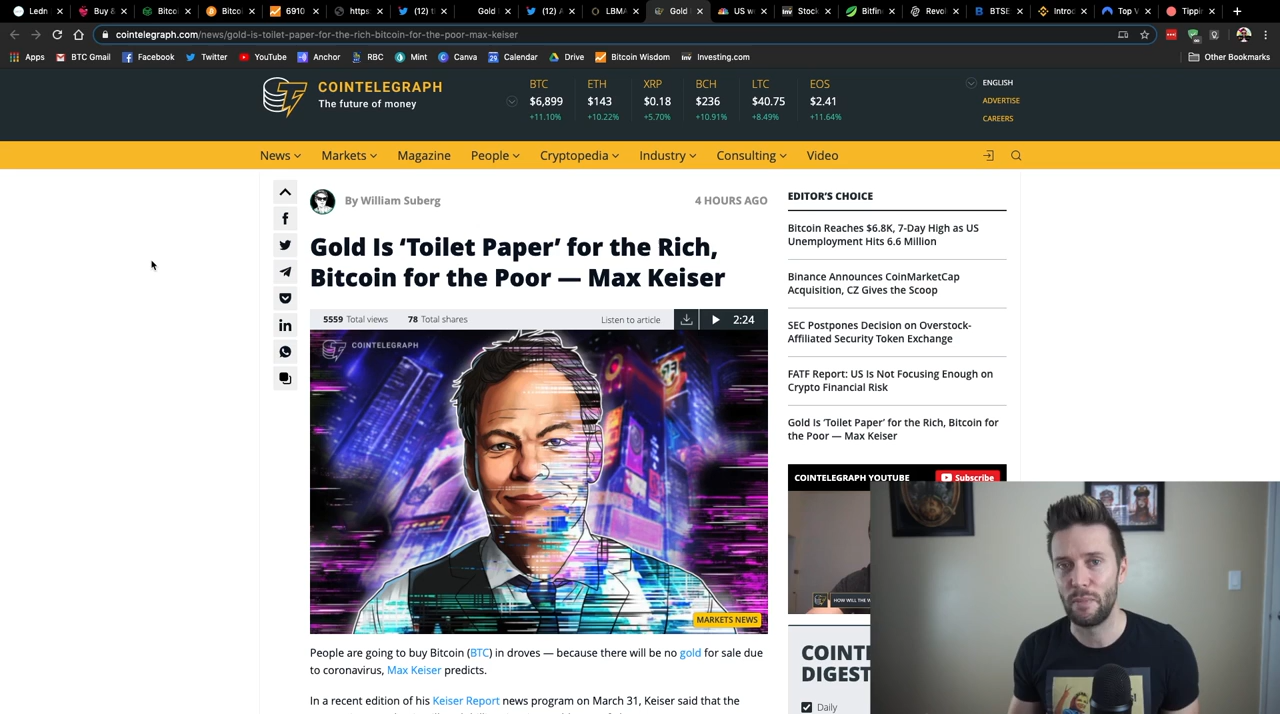 Ledn
Buy &
Bitco
Bitco
6910
https
(12) t
Gold
(12) A
LBMA
Gold
US w
Stock
Bitfin
Revol
BTSE
Introd
Top V
Tippin
cointelegraph.com/news/gold-is-toilet-paper-for-the-rich-bitcoin-for-the-poor-max-keiser
Apps
BTC Gmail
Facebook
Twitter
YouTube
Anchor
RBC
Mint
Canva
Calendar
Drive
Bitcoin Wisdom
Investing.com
Other Bookmarks
COINTELEGRAPH
The future of money
BTC
$6,899
+11.10%
ETH
$143
+10.22%
XRP
$0.18
+5.70%
BCH
$236
+10.91%
LTC
$40.75
+8.49%
EOS
$2.41
+11.64%
ENGLISH
ADVERTISE
CAREERS
News
Markets
Magazine
People
Cryptopedia
Industry
Consulting
Video
By William Suberg
4 HOURS AGO
Gold Is ‘Toilet Paper’ for the Rich,
Bitcoin for the Poor — Max Keiser
5559 Total views
78 Total shares
Listen to article
2:24
COINTELEGRAPH
MARKETS NEWS
People are going to buy Bitcoin (BTC) in droves — because there will be no gold for sale due
to coronavirus, Max Keiser predicts.
In a recent edition of his Keiser Report news program on March 31, Keiser said that the
EDITOR’S CHOICE
Bitcoin Reaches $6.8K, 7-Day High as US
Unemployment Hits 6.6 Million
Binance Announces CoinMarketCap
Acquisition, CZ Gives the Scoop
SEC Postpones Decision on Overstock-
Affiliated Security Token Exchange
FATF Report: US Is Not Focusing Enough on
Crypto Financial Risk
Gold Is ‘Toilet Paper’ for the Rich, Bitcoin for
the Poor — Max Keiser
COINTELEGRAPH YOUTUBE
Subscribe
HOW WILL THE W
COINT
DIGEST
Daily